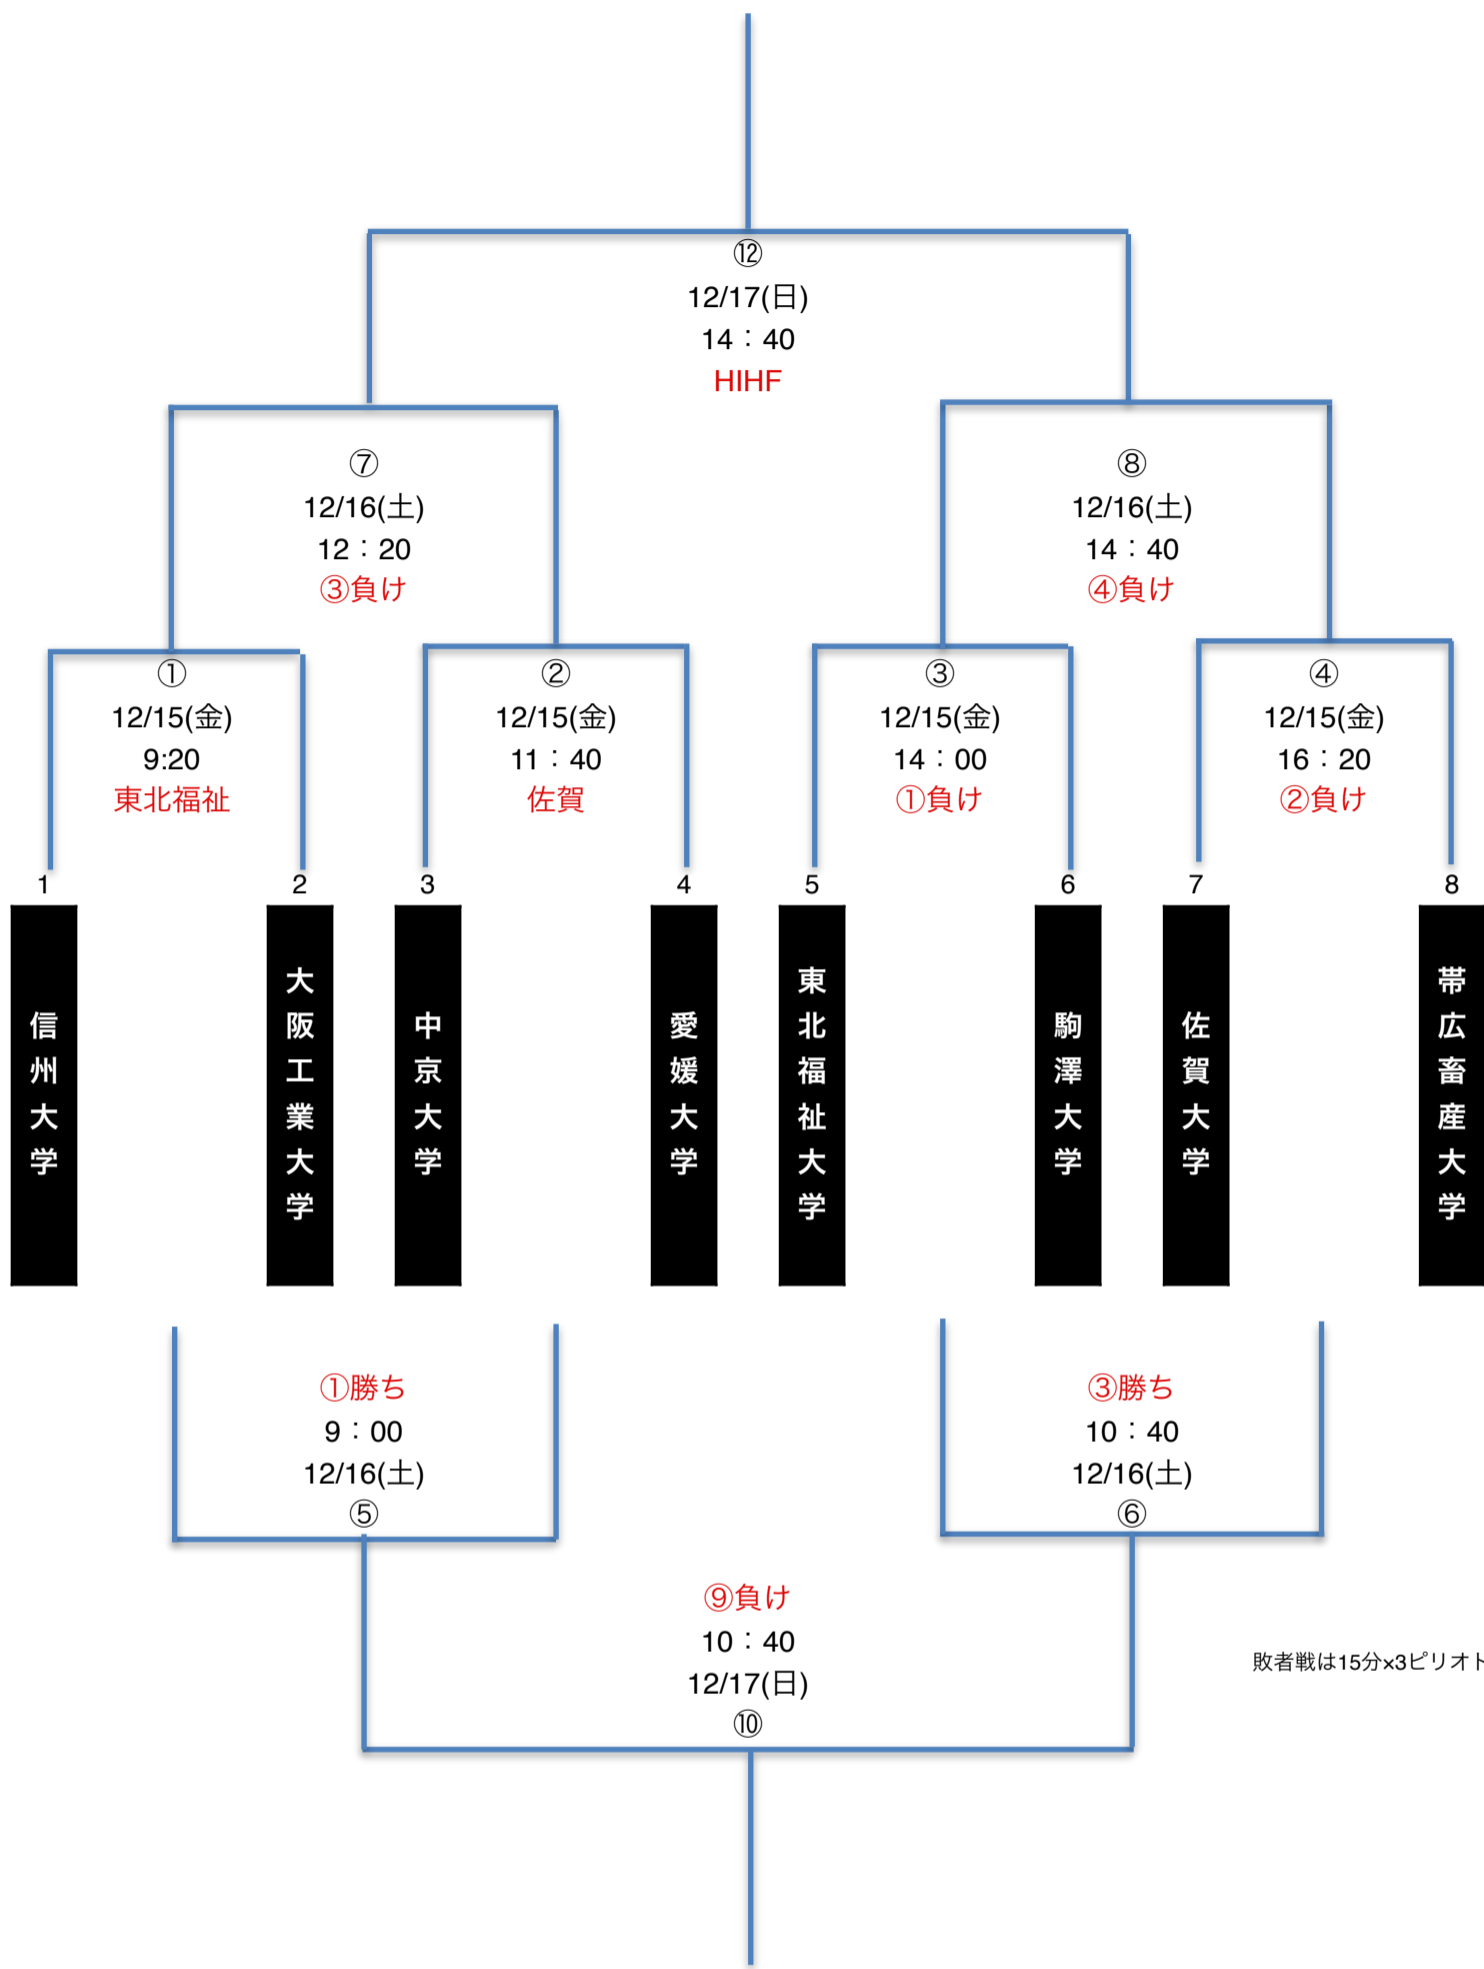 ⑫
12/17(日)
14：40
HIHF
⑦
12/16(土)
12：20
③負け
⑧
12/16(土)
14：40
④負け
①
12/15(金)
9:20
東北福祉
②
12/15(金)
11：40
佐賀
③
12/15(金)
14：00
①負け
④
12/15(金)
16：20
②負け
1
2
3
4
5
6
7
8
信州大学
大阪工業大学
中京大学
愛媛大学
東北福祉大学
駒澤大学
佐賀大学
帯広畜産大学
①勝ち
9：00
12/16(土)
⑤
③勝ち
10：40
12/16(土)
⑥
⑨負け
10：40
12/17(日)
⑩
敗者戦は15分×3ピリオト